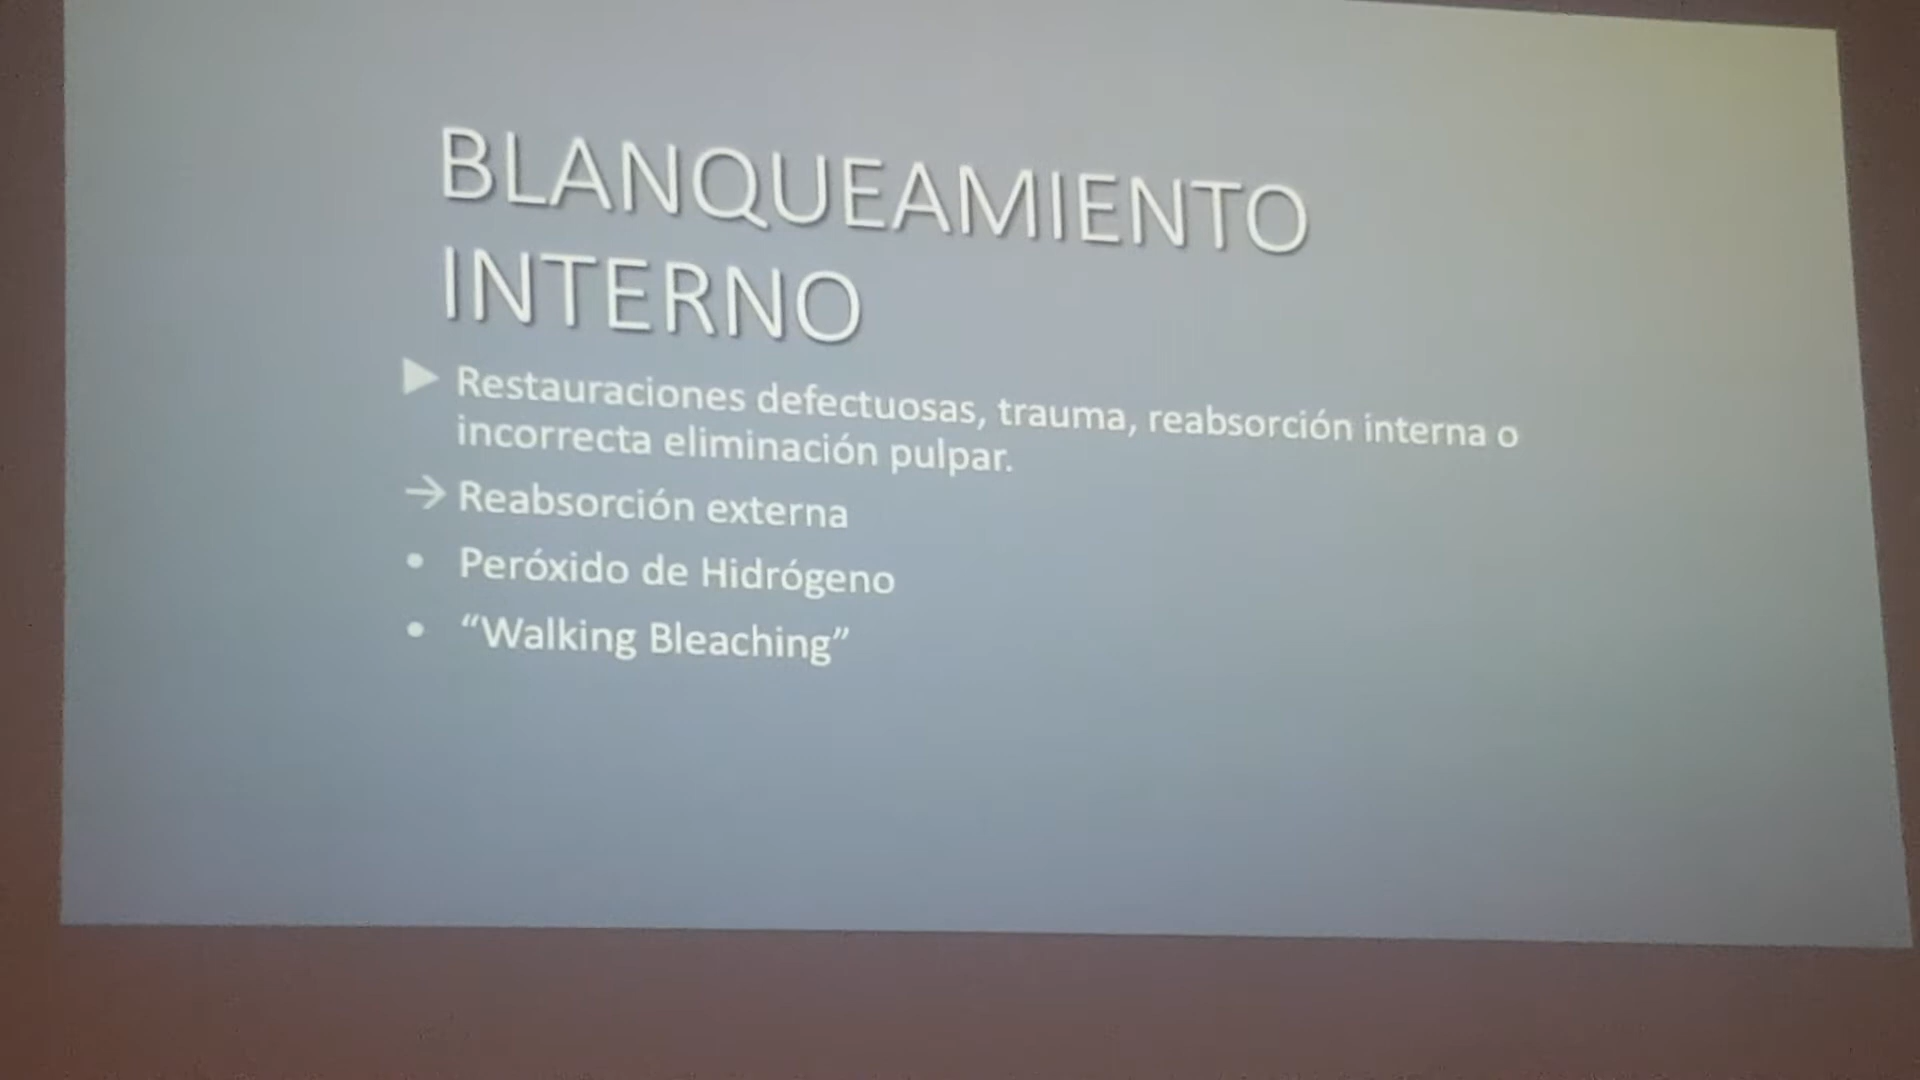 BLANQUEAMIENTO
INTERNO
▶ Restauraciones defectuosas, trauma, reabsorción interna o
incorrecta eliminación pulpar.
→ Reabsorción externa
• Peróxido de Hidrógeno
• “Walking Bleaching”